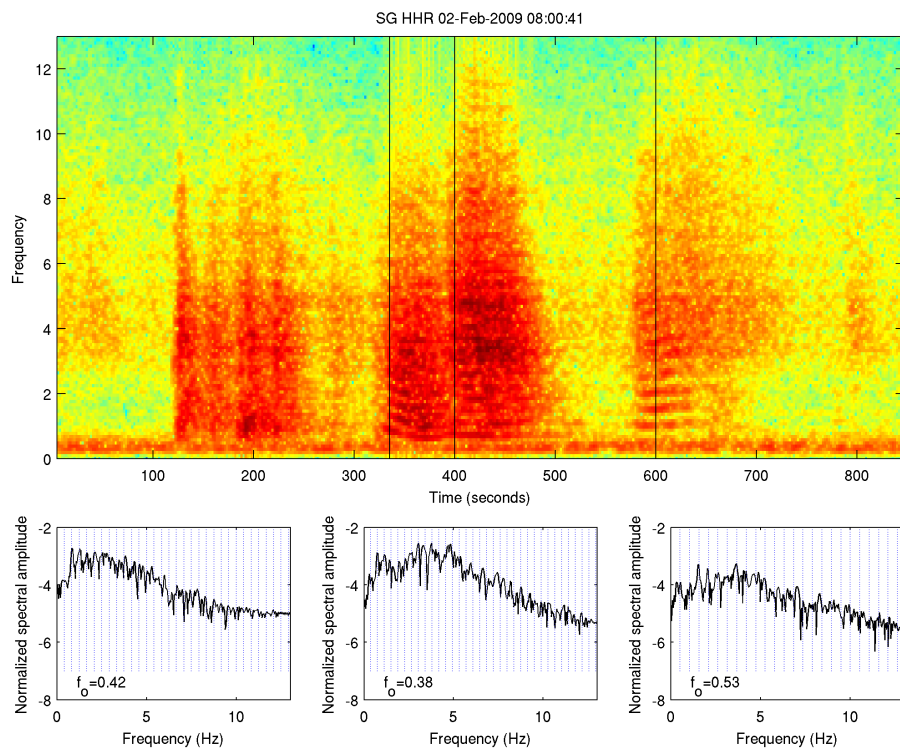 SG HHR 02-Feb-2009 08:00:41
Frequency
12
10
8
6
4
2
0
100 200 300 400 500 600 700 800
Time (seconds)
Normalized spectral amplitude
-2
-4
-6
-8
f_o=0.42
0 5 10
Frequency (Hz)
Normalized spectral amplitude
-2
-4
-6
-8
f_o=0.38
0 5 10
Frequency (Hz)
Normalized spectral amplitude
-2
-4
-6
-8
f_o=0.53
0 5 10
Frequency (Hz)